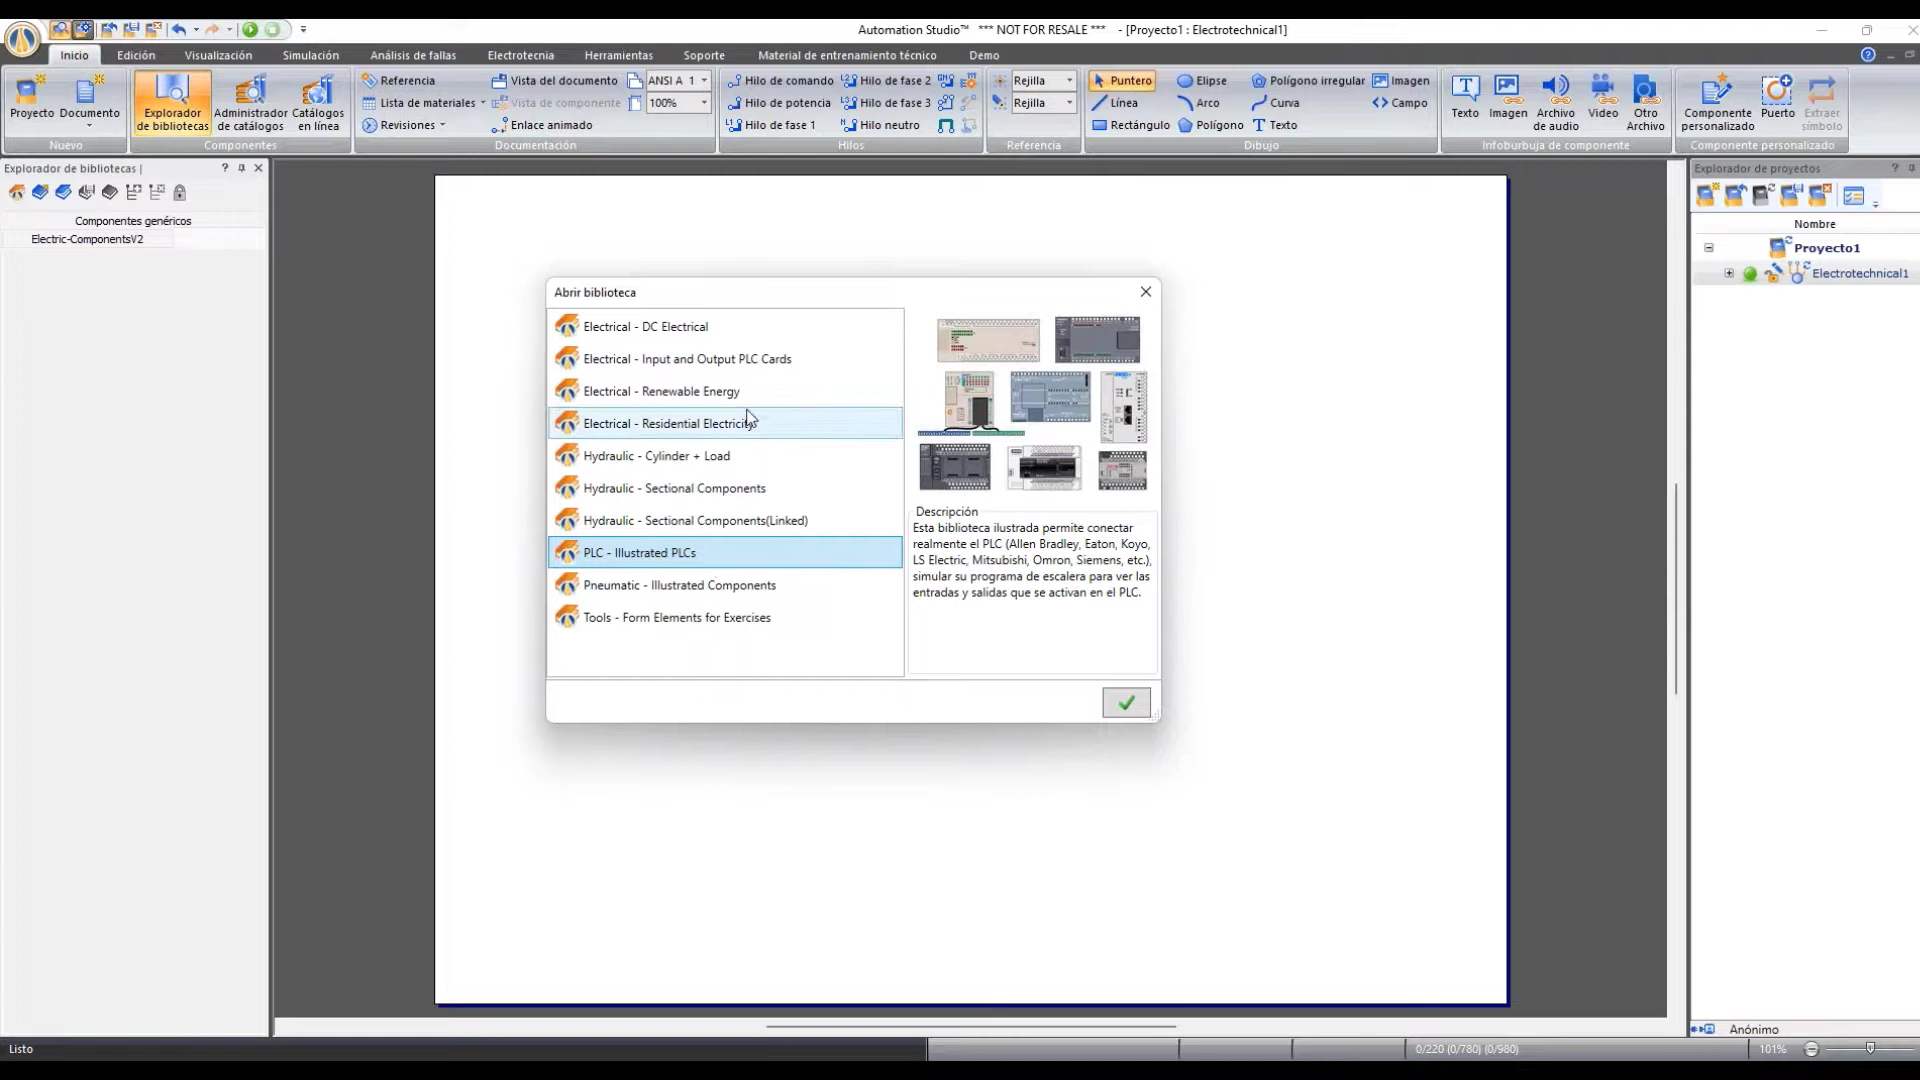 Automation Studio™ *** NOT FOR RESALE *** - [Proyecto1 : Electrotechnical1]
Inicio Edición Visualización Simulación Análisis de fallas Electrotecnia Herramientas Soporte Material de entrenamiento técnico Demo
Proyecto
Documento
Nuevo
Explorador de bibliotecas
Administrador de catálogos
Catálogos en línea
Componentes
Referencia
Lista de materiales
Revisiones
Vista del documento
Vista de componente
Enlace animado
ANSI A 1
100%
Documentación
Hilo de comando
Hilo de potencia
L1 Hilo de fase 1
L2 Hilo de fase 2
L3 Hilo de fase 3
N Hilo neutro
Hilos
Rejilla
Rejilla
Referencia
Puntero
Línea
Rectángulo
Elipse
Arco
Polígono
Polígono irregular
Curva
Texto
Imagen
Campo
Dibujo
Texto
Imagen
Archivo de audio
Video
Otro Archivo
Infoburbuja de componente
Componente personalizado
Puerto
Extraer símbolo
Componente personalizado
Explorador de bibliotecas |
Componentes genéricos
Electric-ComponentsV2
Abrir biblioteca
Electrical - DC Electrical
Electrical - Input and Output PLC Cards
Electrical - Renewable Energy
Electrical - Residential Electricity
Hydraulic - Cylinder + Load
Hydraulic - Sectional Components
Hydraulic - Sectional Components(Linked)
PLC - Illustrated PLCs
Pneumatic - Illustrated Components
Tools - Form Elements for Exercises
Descripción
Esta biblioteca ilustrada permite conectar
realmente el PLC (Allen Bradley, Eaton, Koyo,
LS Electric, Mitsubishi, Omron, Siemens, etc.),
simular su programa de escalera para ver las
entradas y salidas que se activan en el PLC.
Explorador de proyectos
Nombre
Proyecto1
Electrotechnical1
Anónimo
Listo
0/220 (0/780) (0/980)
101%